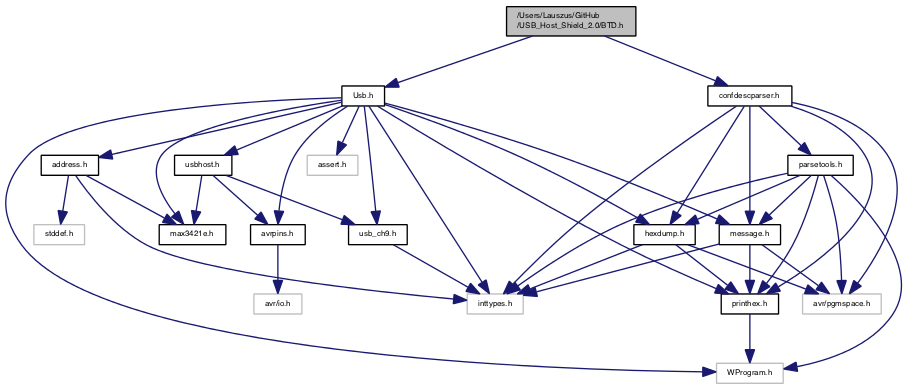 /Users/Lauszus/GitHub
/USB_Host_Shield_2.0/BTD.h
Usb.h
confdescparser.h
address.h
usbhost.h
assert.h
parsetools.h
stddef.h
max3421e.h
avrpins.h
usb_ch9.h
hexdump.h
message.h
avr/io.h
inttypes.h
printhex.h
avr/pgmspace.h
WProgram.h